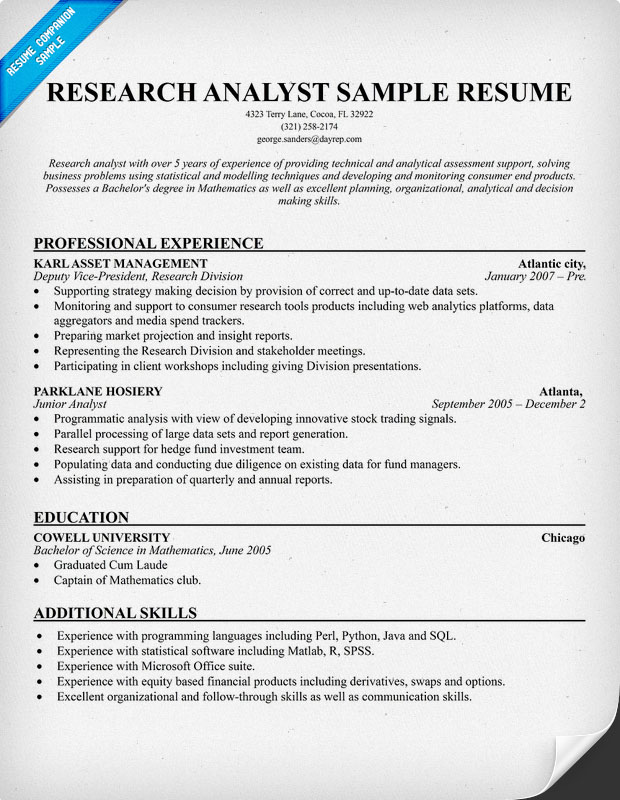 RESUME COMPANION
SAMPLE
RESEARCH ANALYST SAMPLE RESUME
4323 Terry Lane, Cocoa, FL 32922
(321) 258-2174
george.sanders@dayrep.com
Research analyst with over 5 years of experience of providing technical and analytical assessment support, solving
business problems using statistical and modelling techniques and developing and monitoring consumer end products.
Possesses a Bachelor's degree in Mathematics as well as excellent planning, organizational, analytical and decision
making skills.
PROFESSIONAL EXPERIENCE
KARL ASSET MANAGEMENT Atlantic city,
Deputy Vice-President, Research Division January 2007 – Pre
• Supporting strategy making decision by provision of correct and up-to-date data sets.
• Monitoring and support to consumer research tools products including web analytics platforms, data
aggregators and media spend trackers.
• Preparing market projection and insight reports.
• Representing the Research Division and stakeholder meetings.
• Participating in client workshops including giving Division presentations.
PARKLANE HOSIERY Atlanta,
Junior Analyst September 2005 – December 2
• Programmatic analysis with view of developing innovative stock trading signals.
• Parallel processing of large data sets and report generation.
• Research support for hedge fund investment team.
• Populating data and conducting due diligence on existing data for fund managers.
• Assisting in preparation of quarterly and annual reports.
EDUCATION
COWELL UNIVERSITY Chicago
Bachelor of Science in Mathematics, June 2005
• Graduated Cum Laude
• Captain of Mathematics club.
ADDITIONAL SKILLS
• Experience with programming languages including Perl, Python, Java and SQL.
• Experience with statistical software including Matlab, R, SPSS.
• Experience with Microsoft Office suite.
• Experience with equity based financial products including derivatives, swaps and options.
• Excellent organizational and follow-through skills as well as communication skills.